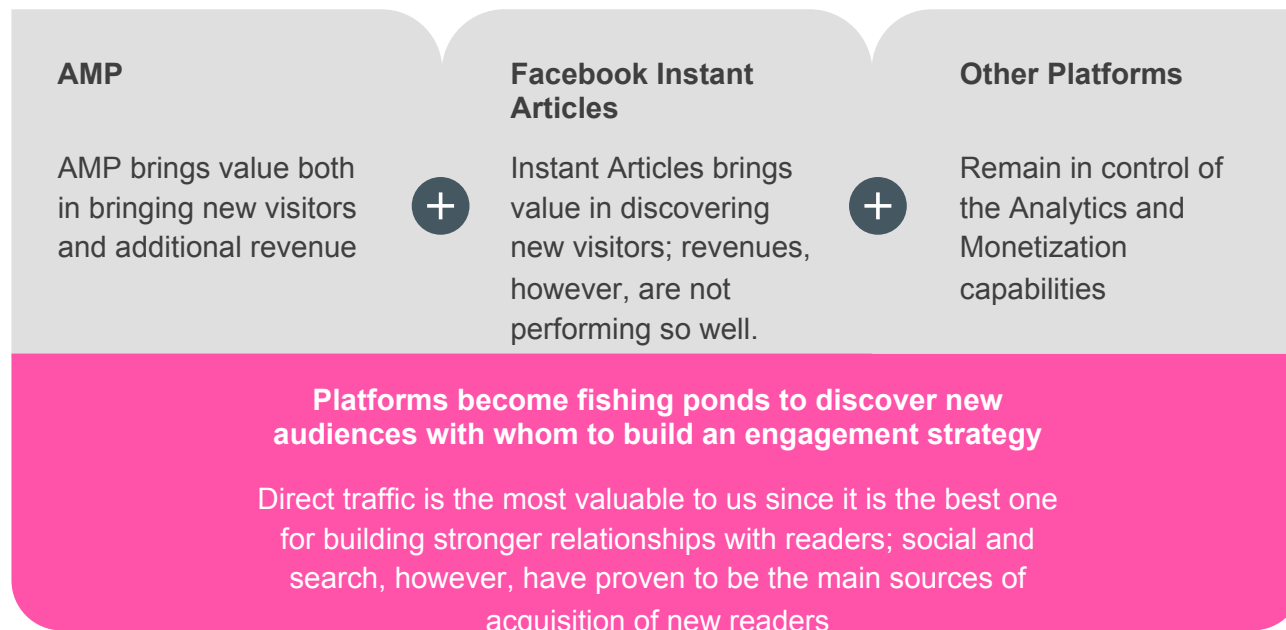 AMP
AMP brings value both
in bringing new visitors
and additional revenue
Facebook Instant
Articles
Instant Articles brings
value in discovering
new visitors; revenues,
however, are not
performing so well.
Other Platforms
Remain in control of
the Analytics and
Monetization
capabilities
Platforms become fishing ponds to discover new
audiences with whom to build an engagement strategy
Direct traffic is the most valuable to us since it is the best one
for building stronger relationships with readers; social and
search, however, have proven to be the main sources of
acquisition of new readers